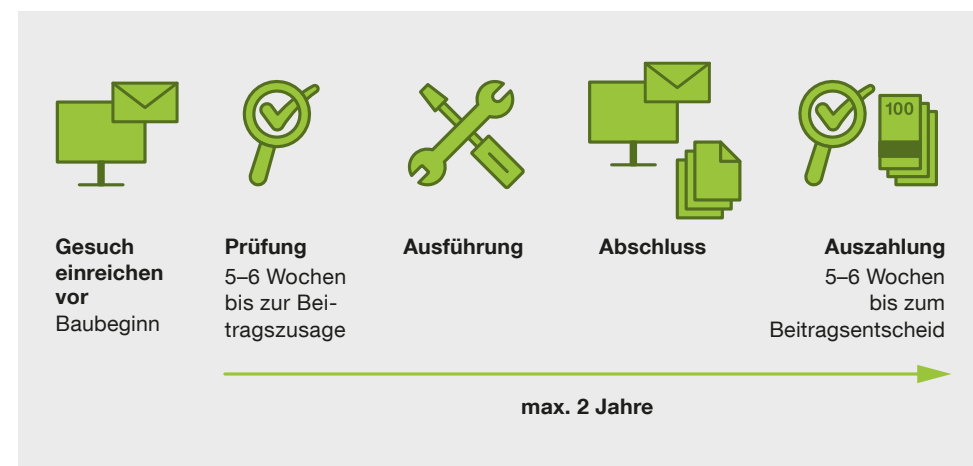 100
Gesuch
einreichen
vor
Baubeginn
Prüfung
5–6 Wochen
bis zur Bei-
tragszusage
Ausführung
Abschluss
Auszahlung
5–6 Wochen
bis zum
Beitragsentscheid
max. 2 Jahre